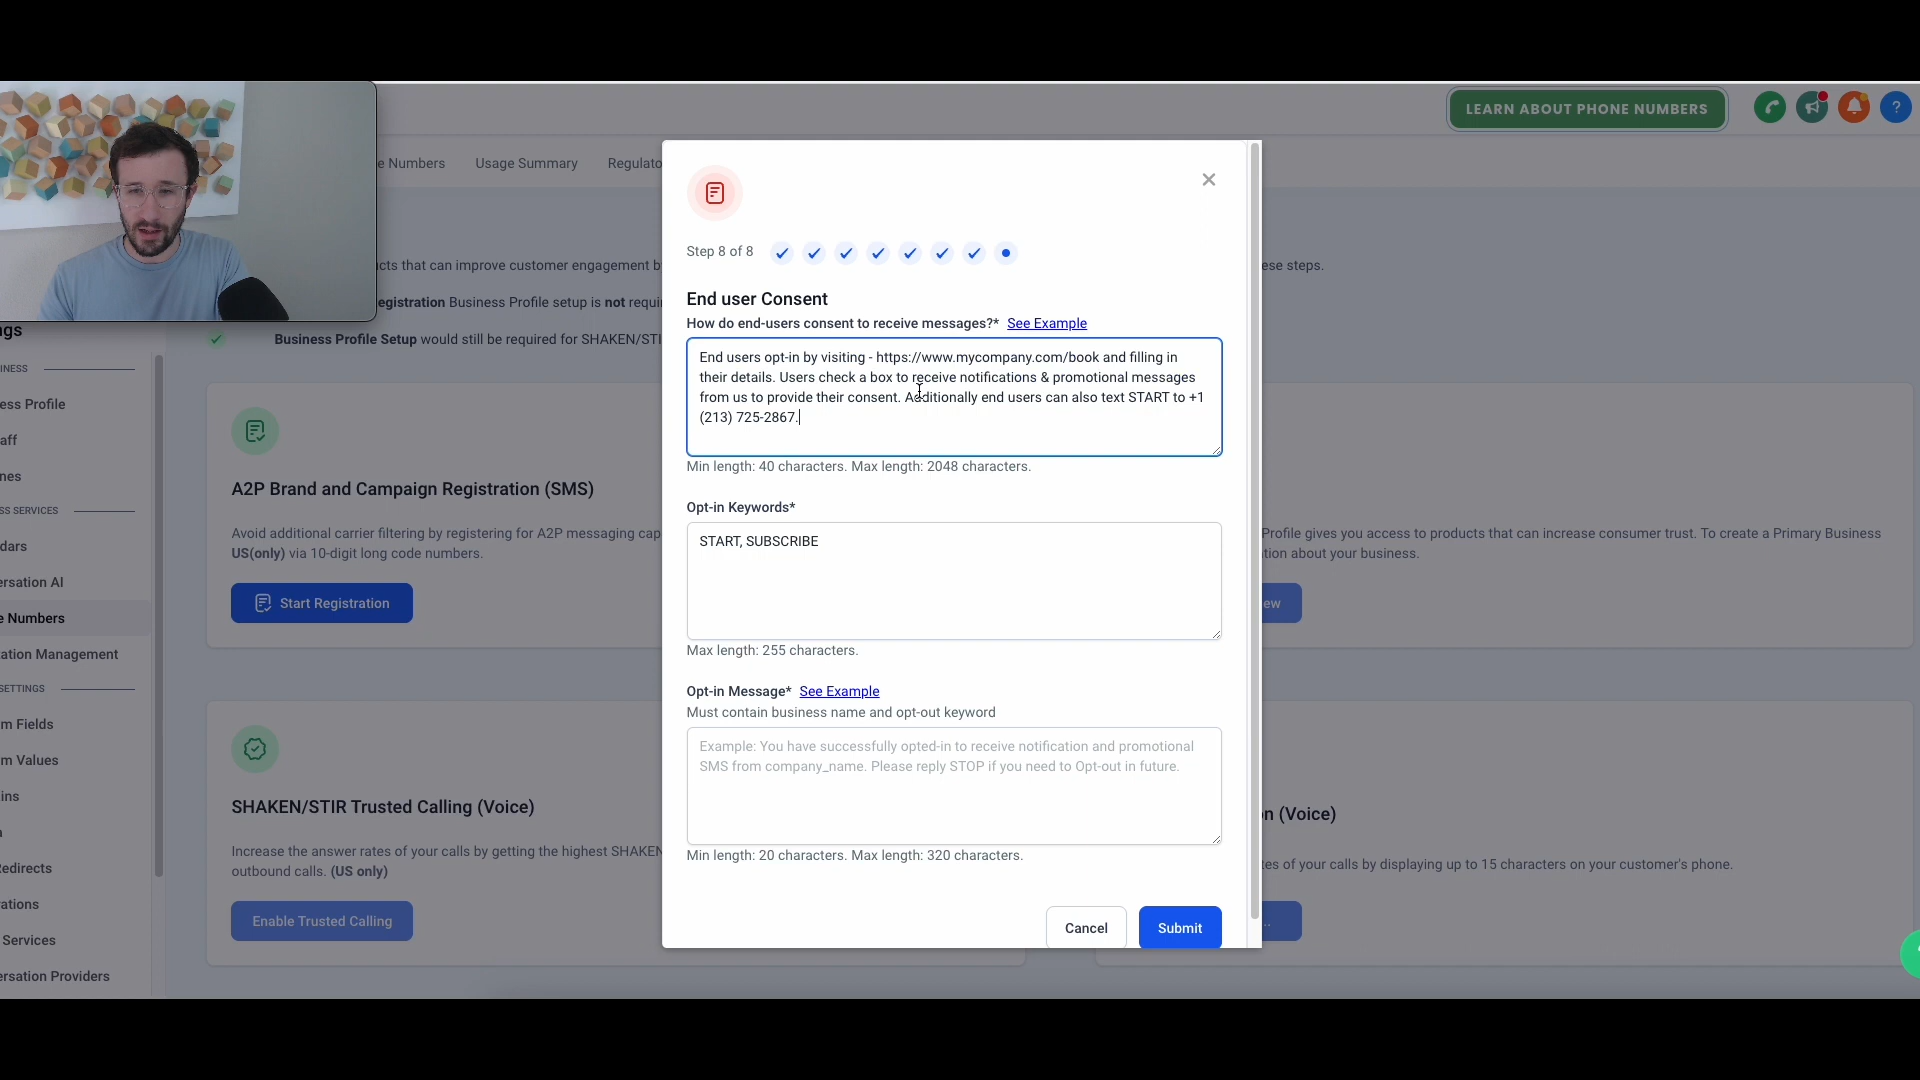 LEARN ABOUT PHONE NUMBERS
?
e Numbers Usage Summary Regulato
Step 8 of 8
cts that can improve customer engagement b
ese steps.
egistration Business Profile setup is not requi
Business Profile Setup would still be required for SHAKEN/STI
End user Consent
How do end-users consent to receive messages?* See Example
End users opt-in by visiting - https://www.mycompany.com/book and filling in
their details. Users check a box to receive notifications & promotional messages
from us to provide their consent. Additionally end users can also text START to +1
(213) 725-2867.
Min length: 40 characters. Max length: 2048 characters.
Opt-in Keywords*
START, SUBSCRIBE
Max length: 255 characters.
Opt-in Message* See Example
Must contain business name and opt-out keyword
Example: You have successfully opted-in to receive notification and promotional
SMS from company_name. Please reply STOP if you need to Opt-out in future.
Min length: 20 characters. Max length: 320 characters.
Cancel
Submit
ngs
INESS
ess Profile
aff
nes
SS SERVICES
dars
ersation AI
e Numbers
ation Management
SETTINGS
m Fields
m Values
ins
a
Redirects
ations
Services
ersation Providers
A2P Brand and Campaign Registration (SMS)
Avoid additional carrier filtering by registering for A2P messaging cap
US(only) via 10-digit long code numbers.
Start Registration
Profile gives you access to products that can increase consumer trust. To create a Primary Business
tion about your business.
ew
SHAKEN/STIR Trusted Calling (Voice)
Increase the answer rates of your calls by getting the highest SHAKEN
outbound calls. (US only)
Enable Trusted Calling
n (Voice)
tes of your calls by displaying up to 15 characters on your customer's phone.
...